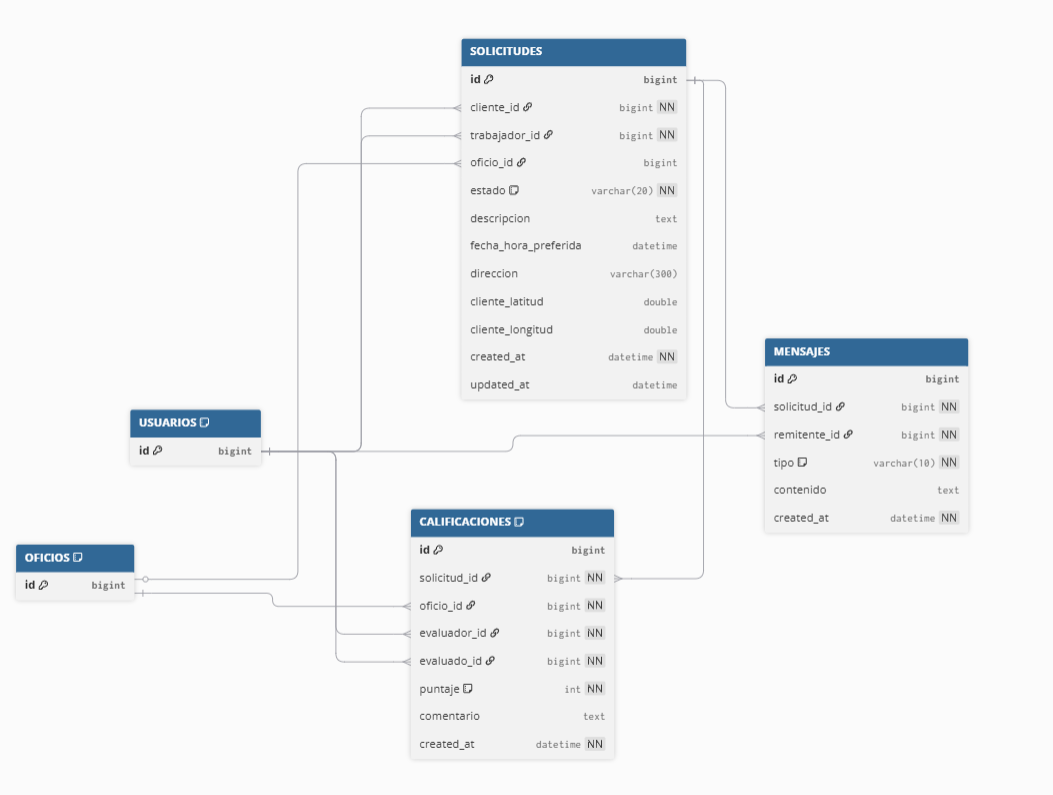 SOLICITUDES
id bigint
cliente_id bigint NN
trabajador_id bigint NN
oficio_id bigint
estado varchar(20) NN
descripcion text
fecha_hora_preferida datetime
direccion varchar(300)
cliente_latitud double
cliente_longitud double
created_at datetime NN
updated_at datetime
MENSAJES
id bigint
solicitud_id bigint NN
remitente_id bigint NN
tipo varchar(10) NN
contenido text
created_at datetime NN
USUARIOS
id bigint
CALIFICACIONES
id bigint
solicitud_id bigint NN
oficio_id bigint NN
evaluador_id bigint NN
evaluado_id bigint NN
puntaje int NN
comentario text
created_at datetime NN
OFICIOS
id bigint